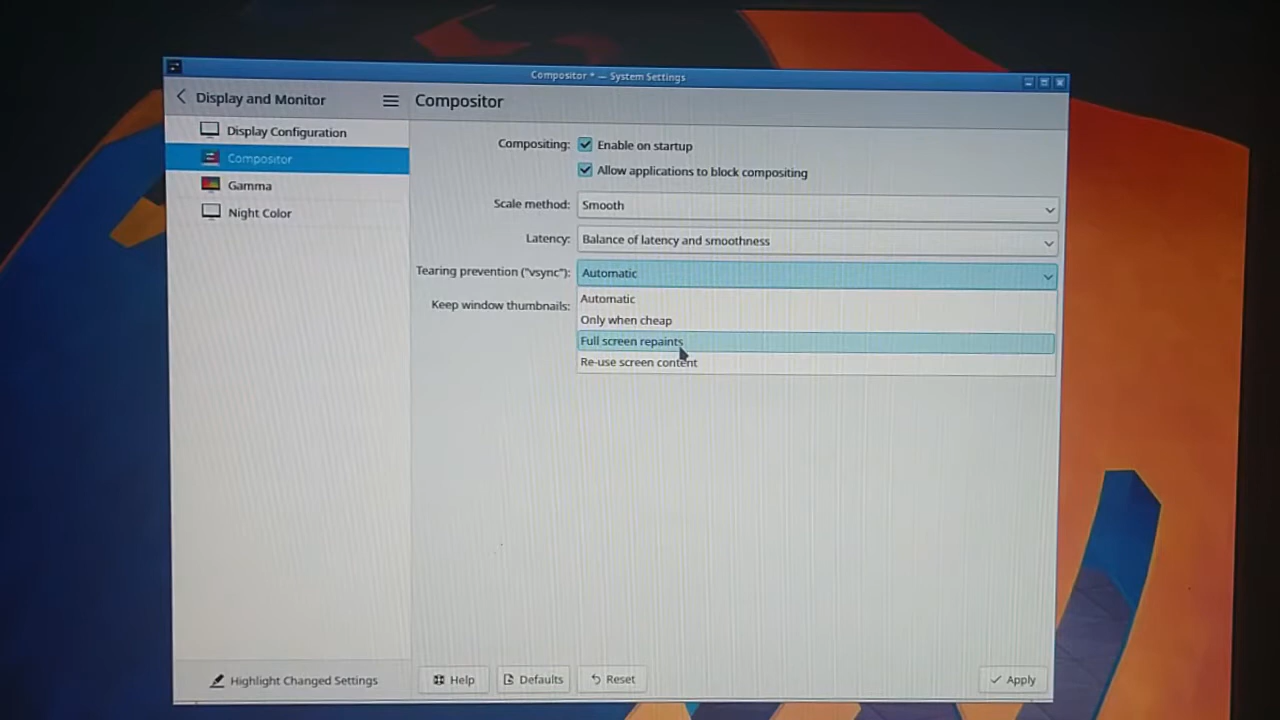 Compositor * — System Settings
Display and Monitor
Compositor
Display Configuration
Compositor
Gamma
Night Color
Compositing: Enable on startup
Allow applications to block compositing
Scale method: Smooth
Latency: Balance of latency and smoothness
Tearing prevention ("vsync"): Automatic
Keep window thumbnails:
Automatic
Only when cheap
Full screen repaints
Re-use screen content
Highlight Changed Settings
Help
Defaults
Reset
Apply